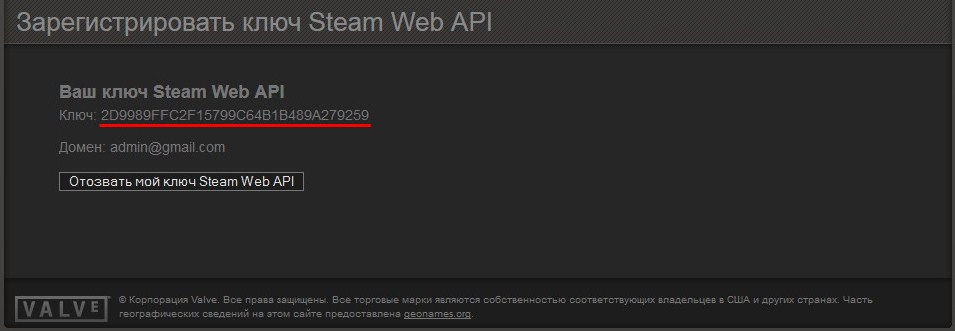 Зарегистрировать ключ Steam Web API
Ваш ключ Steam Web API
Ключ: 2D9989FFC2F15799C64B1B489A279259
Домен: admin@gmail.com
Отозвать мой ключ Steam Web API
VALVE® © Корпорация Valve. Все права защищены. Все торговые марки являются собственностью соответствующих владельцев в США и других странах. Часть
географических сведений на этом сайте предоставлена geonames.org.